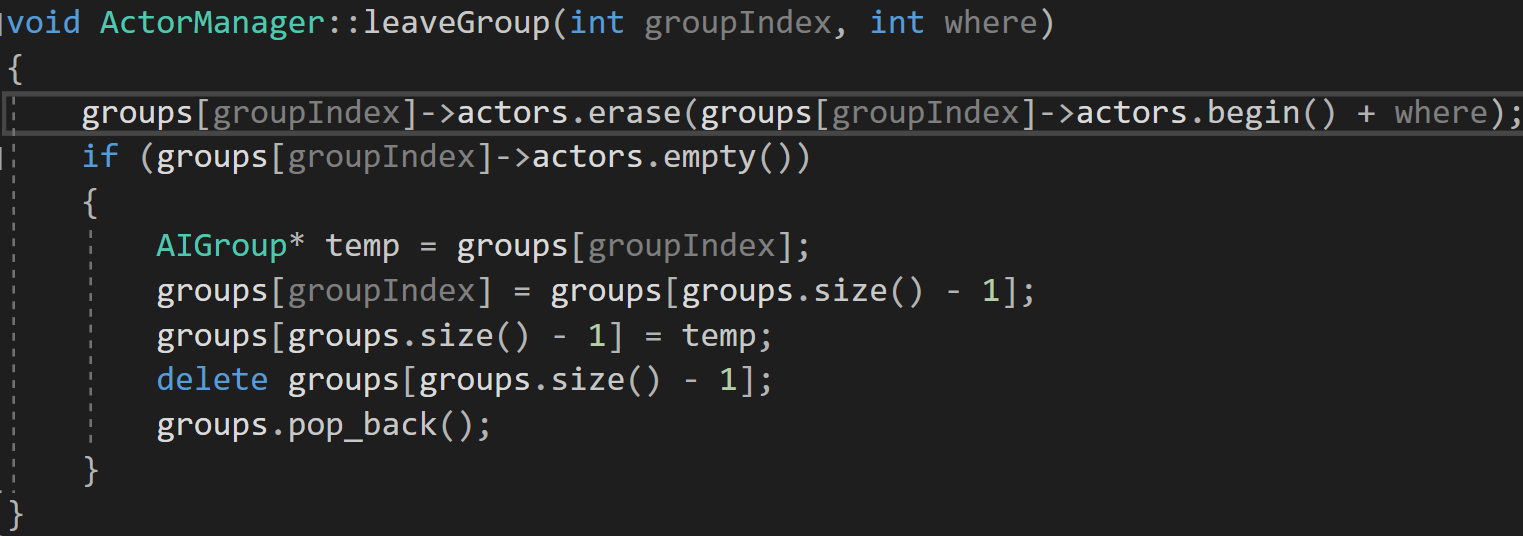 void ActorManager::leaveGroup(int groupIndex, int where)
{
    groups[groupIndex]->actors.erase(groups[groupIndex]->actors.begin() + where);
    if (groups[groupIndex]->actors.empty())
    {
        AIGroup* temp = groups[groupIndex];
        groups[groupIndex] = groups[groups.size() - 1];
        groups[groups.size() - 1] = temp;
        delete groups[groups.size() - 1];
        groups.pop_back();
    }
}